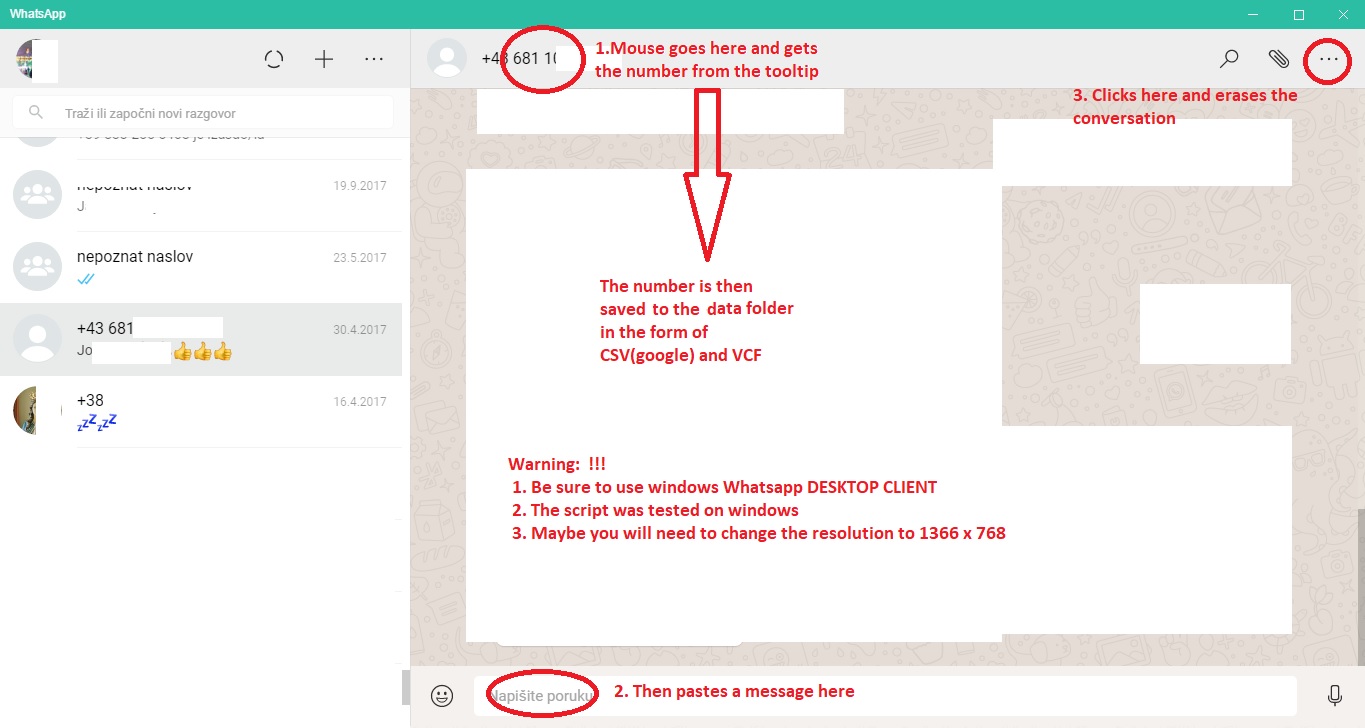 WhatsApp
+43 681 10
1.Mouse goes here and gets
the number from the tooltip
3. Clicks here and erases the
conversation
Traži ili započni novi razgovor
nepoznat naslov
19.9.2017
nepoznat naslov
23.5.2017
+43 681
30.4.2017
Jo
👍👍👍
+38
16.4.2017
zzZzzZ
The number is then
saved to the data folder
in the form of
CSV(google) and VCF
Warning: !!!
1. Be sure to use windows Whatsapp DESKTOP CLIENT
2. The script was tested on windows
3. Maybe you will need to change the resolution to 1366 x 768
Napišite poruku
2. Then pastes a message here